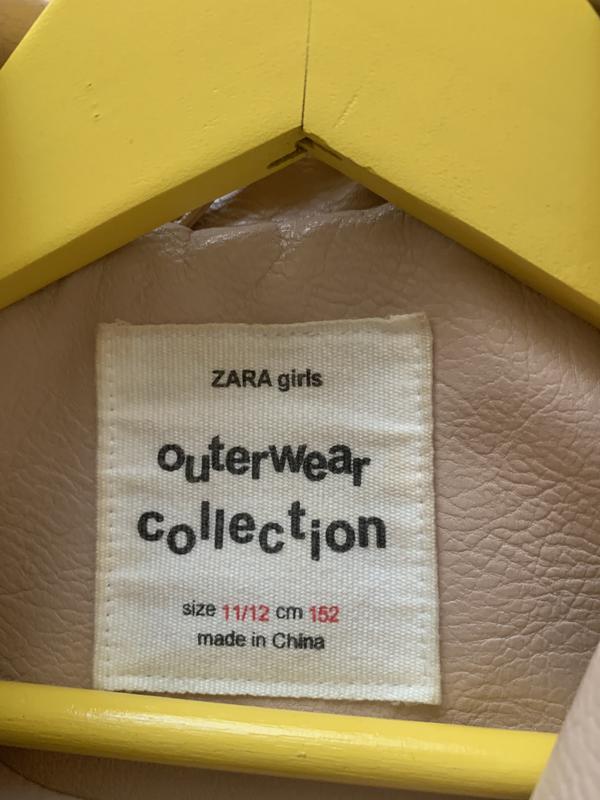 ZARA girls
outerwear
collection
size 11/12 cm 152
made in China